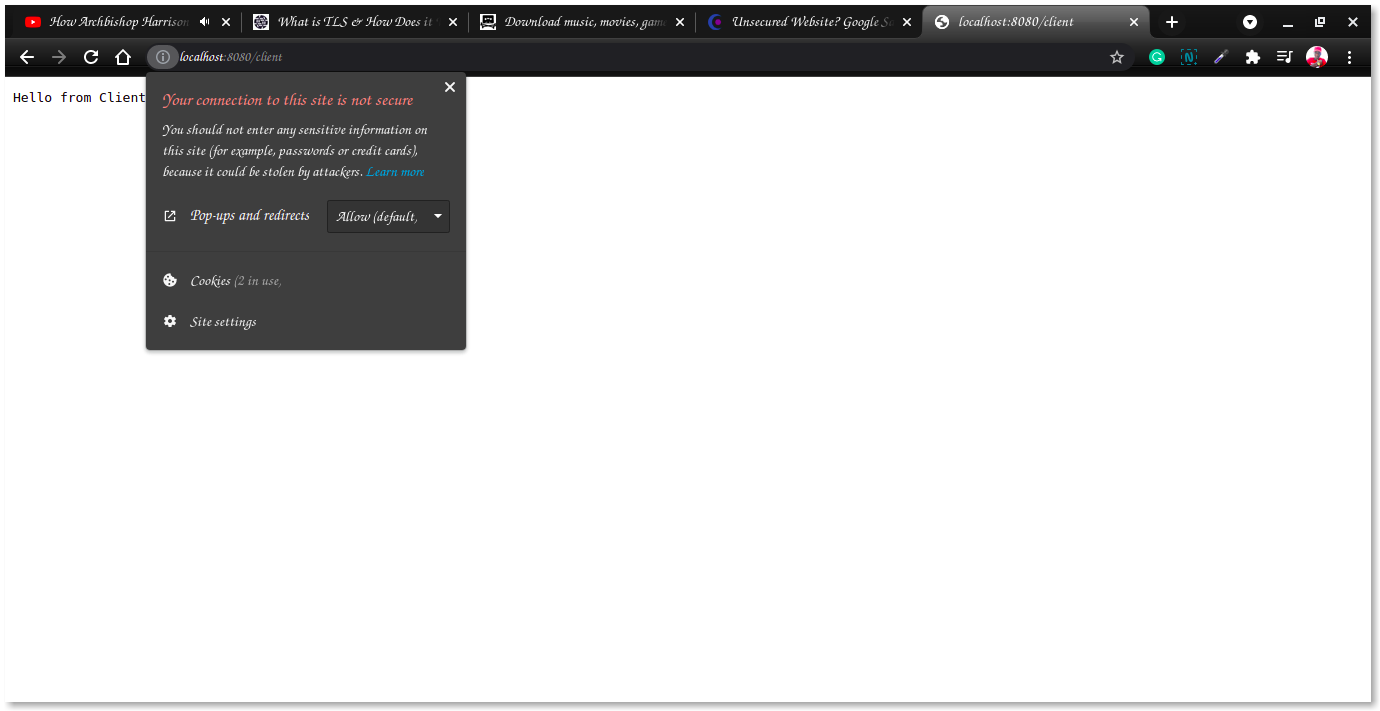 How Archbishop Harrison
What is TLS & How Does it
Download music, movies, game
Unsecured Website? Google Sa
localhost:8080/client
localhost:8080/client
Hello from Client
Your connection to this site is not secure
You should not enter any sensitive information on
this site (for example, passwords or credit cards),
because it could be stolen by attackers. Learn more
Pop-ups and redirects Allow (default)
Cookies (2 in use)
Site settings